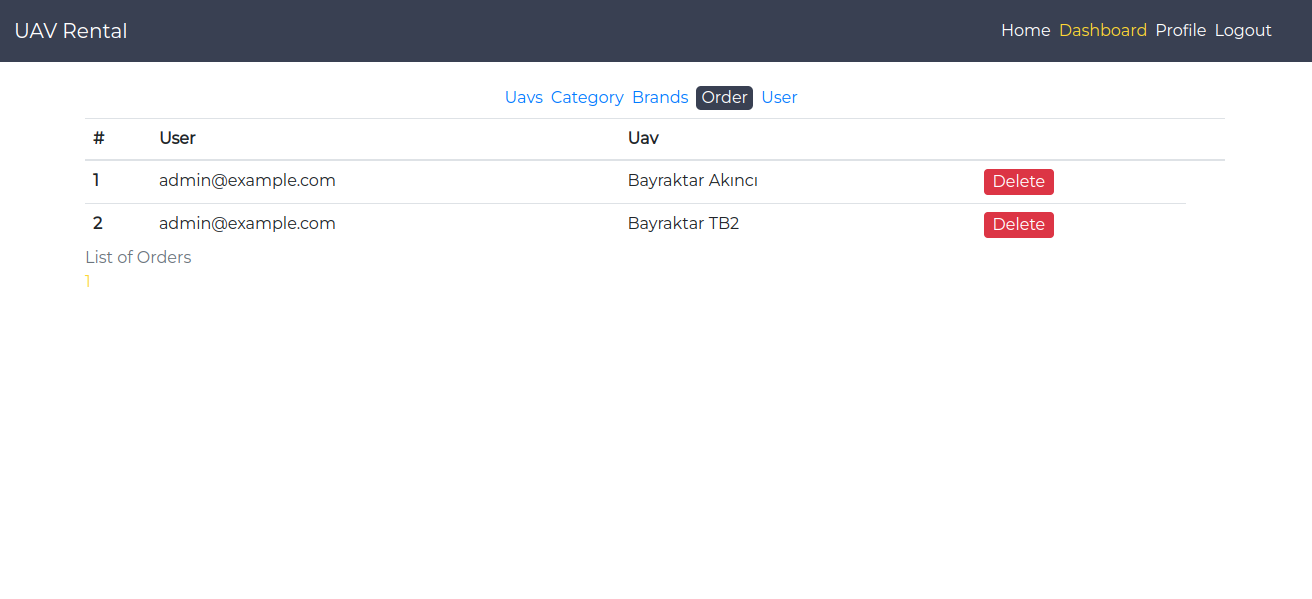 UAV Rental Home Dashboard Profile Logout
Uavs Category Brands Order User
# User Uav
1 admin@example.com Bayraktar Akıncı Delete
2 admin@example.com Bayraktar TB2 Delete
List of Orders
1